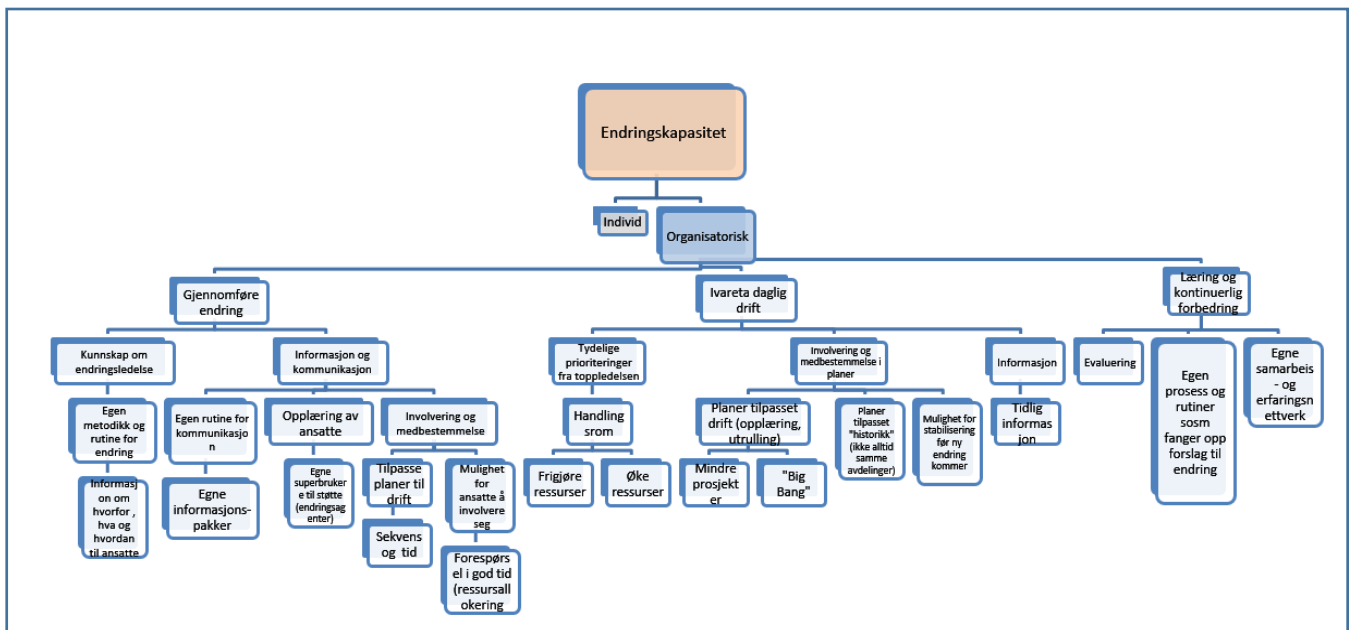 Endringskapasitet
Individ
Organisatorisk
Gjennomføre
endring
Ivareta daglig
drift
Læring og
kontinuerlig
forbedring
Kunnskap om
endringsledelse
Informasjon og
kommunikasjon
Tydelige
prioriteringer
fra toppledelsen
Involvering og
medbestemmelse i
planer
Informasjon
Evaluering
Egen
prosess og
rutiner
sosm
fanger opp
forslag til
endring
Egne
samarbeis
- og
erfaringsn
ettverk
Egen
metodikk og
rutine for
endring
Egen rutine for
kommunikasjo
n
Opplæring av
ansatte
Involvering og
medbestemmelse
Handling
srom
Planer tilpasset
drift (opplæring,
utrulling)
Planer
tilpasset
"historikk"
(ikke alltid
samme
avdelinger)
Mulighet for
stabilisering
før ny
endring
kommer
Tidlig
informas
jon
Informasj
on om
hvorfor ,
hva og
hvordan
til ansatte
Egne
informasjons-
pakker
Egne
superbruker
e til støtte
(endringsag
enter)
Tilpasse
planer til
drift
Mulighet
for
ansatte å
involvere
seg
Frigjøre
ressurser
Øke
ressurser
Mindre
prosjekt
er
"Big
Bang"
Sekvens
og tid
Forespørs
el i god tid
(ressursall
okering